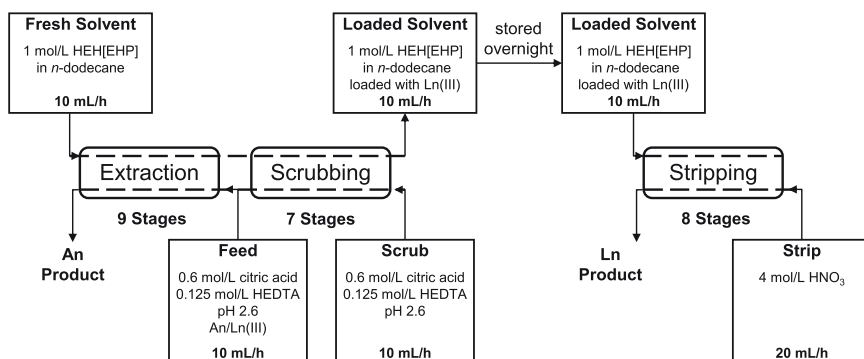 Fresh Solvent
1 mol/L HEH[EHP]
in n-dodecane
10 mL/h
Loaded Solvent
1 mol/L HEH[EHP]
in n-dodecane
loaded with Ln(III)
10 mL/h
stored
overnight
Loaded Solvent
1 mol/L HEH[EHP]
in n-dodecane
loaded with Ln(III)
10 mL/h
Extraction
Scrubbing
Stripping
9 Stages
7 Stages
8 Stages
An
Product
Feed
0.6 mol/L citric acid
0.125 mol/L HEDTA
pH 2.6
An/Ln(III)
10 mL/h
Scrub
0.6 mol/L citric acid
0.125 mol/L HEDTA
pH 2.6
10 mL/h
Ln
Product
Strip
4 mol/L HNO₃
20 mL/h